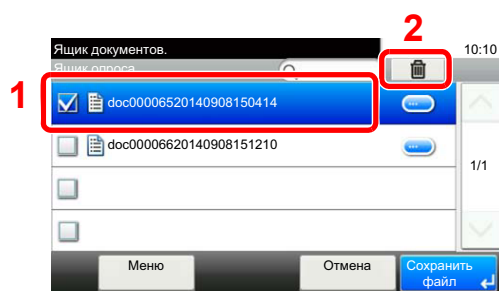 2
Ящик документов.
10:10
Ящик опроса
1
doc00006520140908150414
doc00006620140908151210
1/1
Меню
Отмена
Сохранить
файл